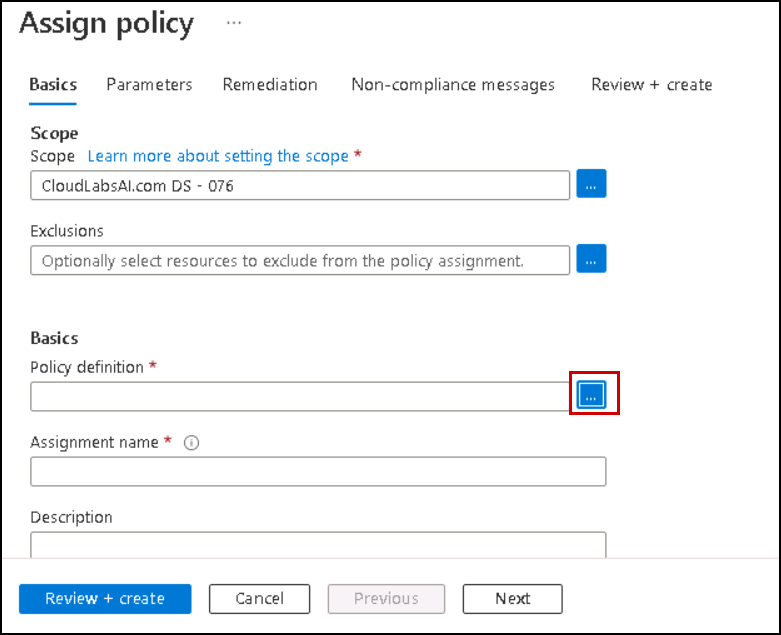 Assign policy ...
Basics Parameters Remediation Non-compliance messages Review + create
Scope
Scope Learn more about setting the scope *
CloudLabsAI.com DS - 076 ...
Exclusions
Optionally select resources to exclude from the policy assignment. ...
Basics
Policy definition *
...
Assignment name *
Description
Review + create Cancel Previous Next